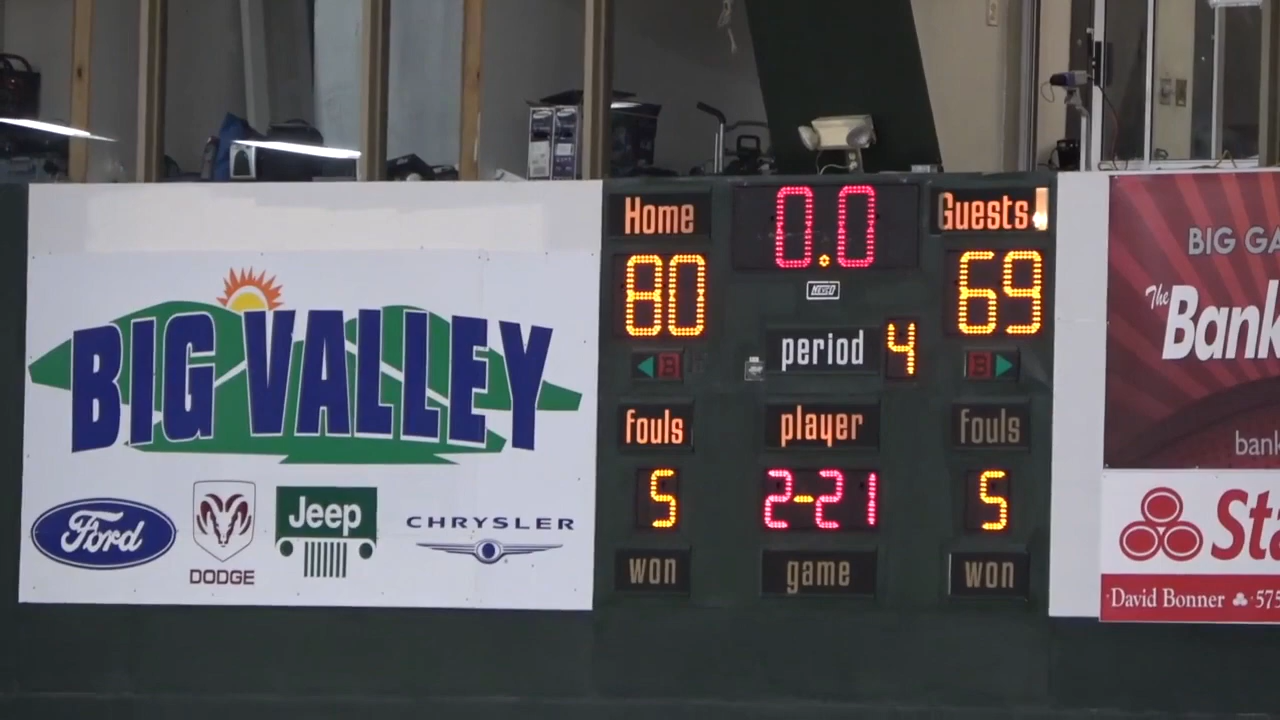 BIG VALLEY
Ford
DODGE
Jeep
CHRYSLER
Home
0.0
Guests
80
69
period 4
B
B
fouls
player
fouls
5
2-21
5
won
game
won
BIG GA
The
Bank
bank
Sta
David Bonner 575